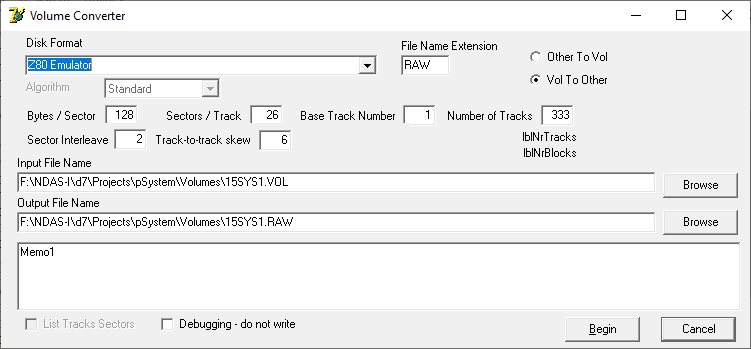 Volume Converter
Disk Format
File Name Extension
Z80 Emulator
RAW
Other To Vol
Vol To Other
Algorithm
Standard
Bytes / Sector 128 Sectors / Track 26 Base Track Number 1 Number of Tracks 333
Sector Interleave 2 Track-to-track skew 6
lblNrTracks
lblNrBlocks
Input File Name
F:\NDAS-I\d7\Projects\pSystem\Volumes\15SYS1.VOL
Browse
Output File Name
F:\NDAS-I\d7\Projects\pSystem\Volumes\15SYS1.RAW
Browse
Memo1
List Tracks Sectors
Debugging - do not write
Begin
Cancel